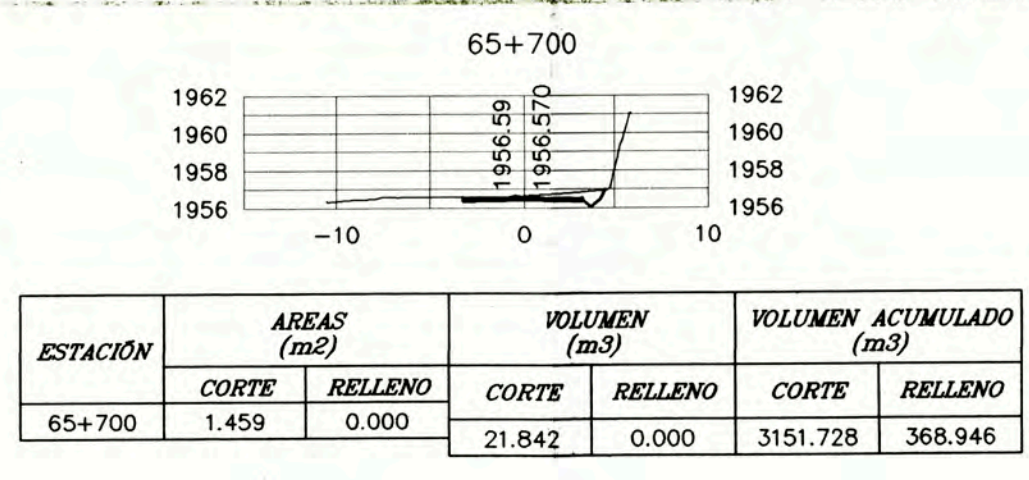 65+700
1962 1962
1960 1960
1958 1958
1956 1956
1956.59
1956.570
-10 0 10
ESTACIÓN AREAS (m2) VOLUMEN (m3) VOLUMEN ACUMULADO (m3)
CORTE RELLENO CORTE RELLENO CORTE RELLENO
65+700 1.459 0.000 21.842 0.000 3151.728 368.946